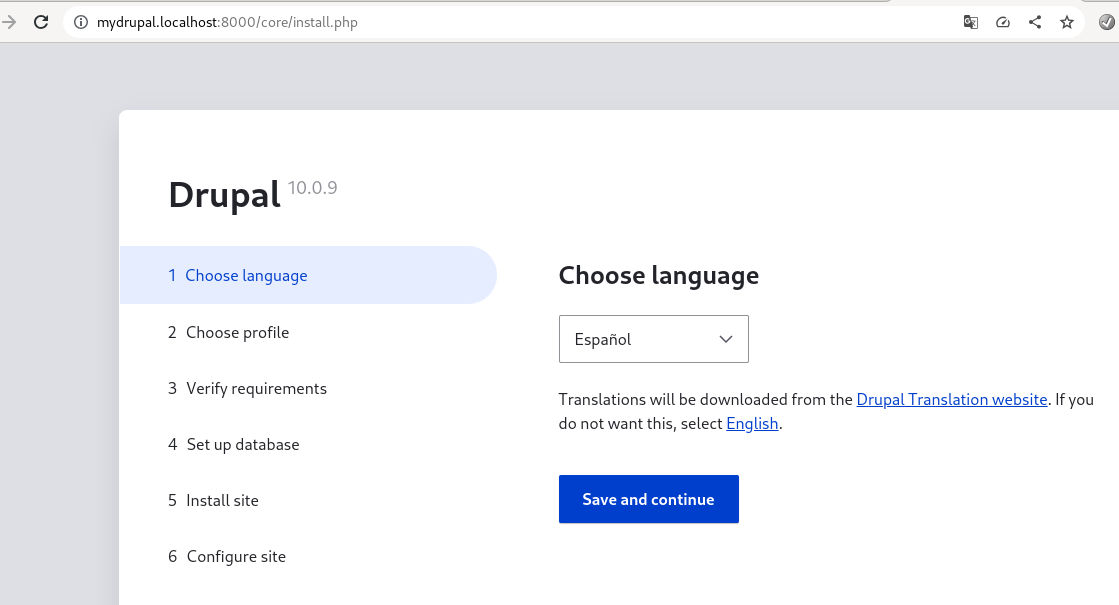 mydrupal.localhost:8000/core/install.php
Drupal 10.0.9
1 Choose language
2 Choose profile
3 Verify requirements
4 Set up database
5 Install site
6 Configure site
Choose language
Español
Translations will be downloaded from the Drupal Translation website. If you
do not want this, select English.
Save and continue